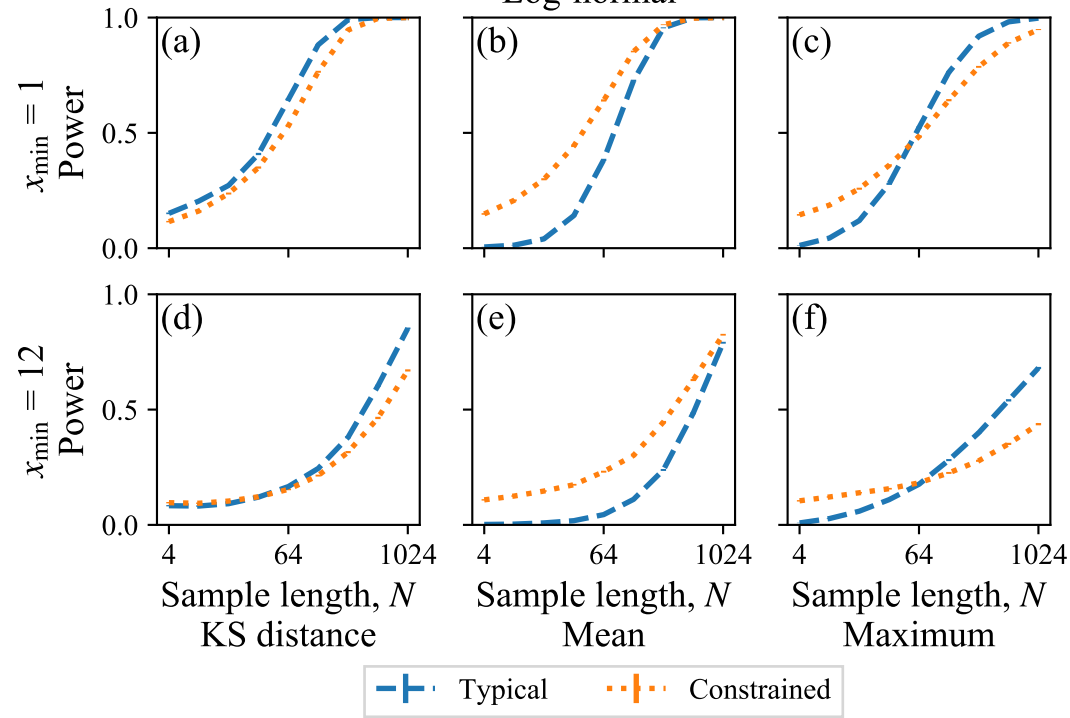 Log-normal
(a) (b) (c)
1.0
0.5
0.0
x_min = 1
Power
(d) (e) (f)
1.0
0.5
0.0
x_min = 12
Power
4 64 1024 4 64 1024 4 64 1024
Sample length, N Sample length, N Sample length, N
KS distance Mean Maximum
Typical Constrained